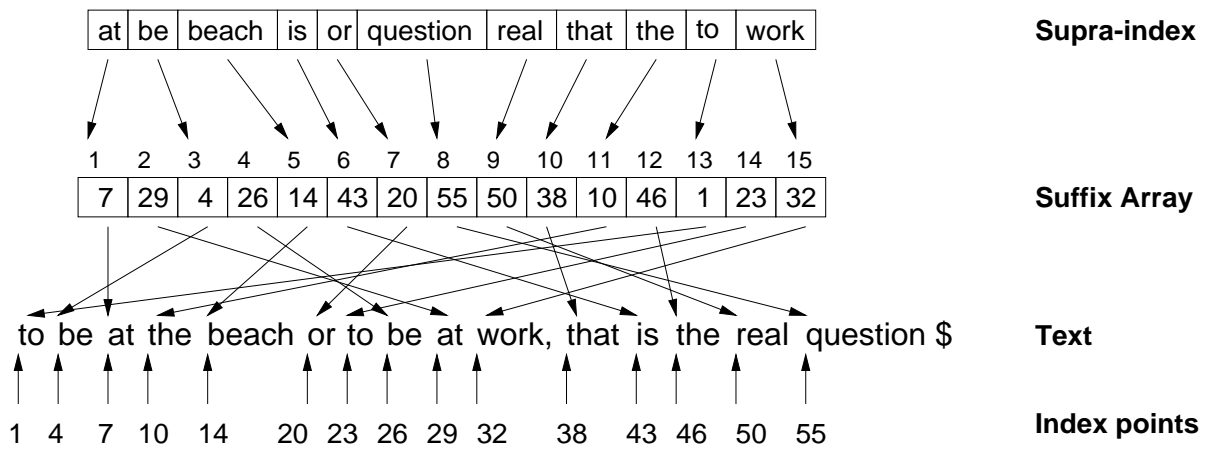 at be beach is or question real that the to work Supra-index
1 2 3 4 5 6 7 8 9 10 11 12 13 14 15
7 29 4 26 14 43 20 55 50 38 10 46 1 23 32 Suffix Array
to be at the beach or to be at work, that is the real question $ Text
1 4 7 10 14 20 23 26 29 32 38 43 46 50 55 Index points